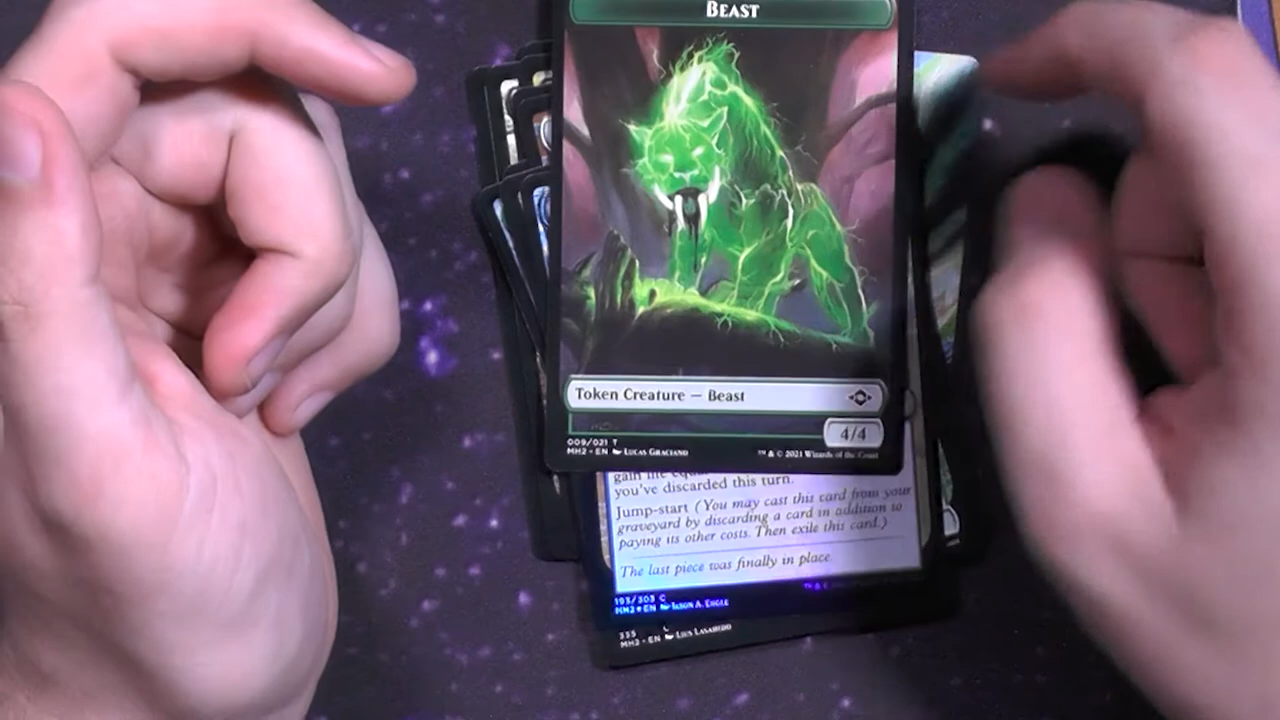 BEAST
Token Creature — Beast
4/4
009/021 T
MH2 • EN LUCAS GRACIANO
™ & © 2021 Wizards of the Coast
gain life equal
you've discarded this turn.
Jump-start (You may cast this card from your
graveyard by discarding a card in addition to
paying its other costs. Then exile this card.)
The last piece was finally in place.
193/303 C
MH2 ★ EN JASON A. ENGLE
335 C
MH2 • EN